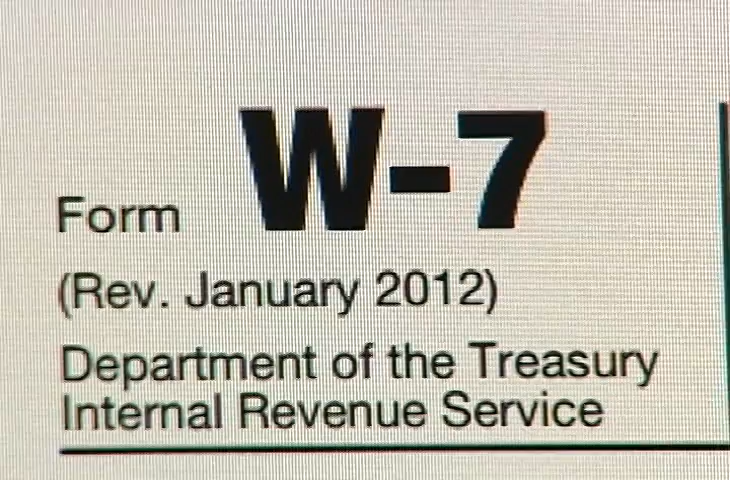 Form W-7
(Rev. January 2012)
Department of the Treasury
Internal Revenue Service